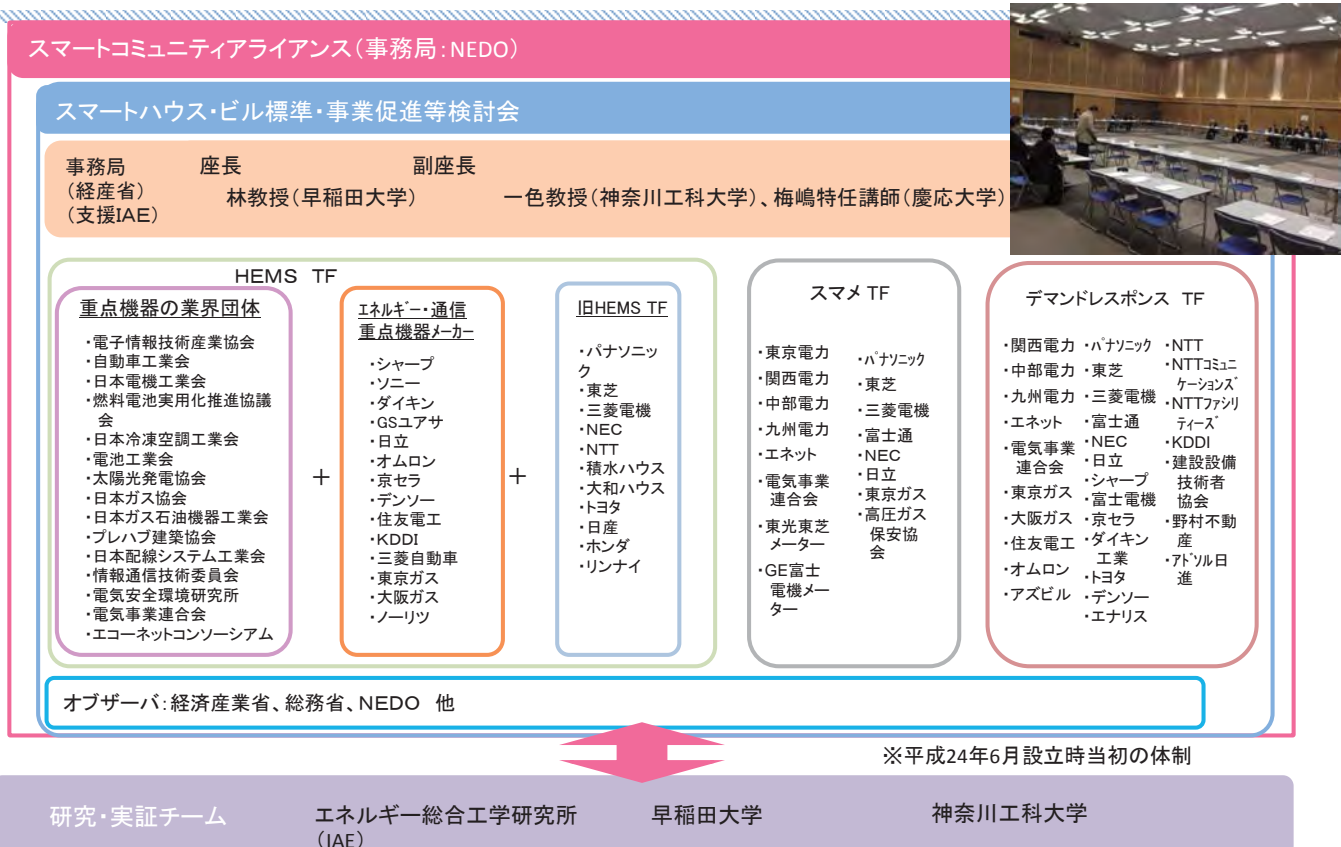 スマートコミュニティアライアンス(事務局:NEDO)
スマートハウス・ビル標準・事業促進等検討会
事務局
(経産省)
(支援IAE)
座長
林教授(早稲田大学)
副座長
一色教授(神奈川工科大学)、梅嶋特任講師(慶応大学)
HEMS TF
重点機器の業界団体
・電子情報技術産業協会
・自動車工業会
・日本電機工業会
・燃料電池実用化推進協議
会
・日本冷凍空調工業会
・電池工業会
・太陽光発電協会
・日本ガス協会
・日本ガス石油機器工業会
・プレハブ建築協会
・日本配線システム工業会
・情報通信技術委員会
・電気安全環境研究所
・電気事業連合会
・エコーネットコンソーシアム
+
エネルギー・通信
重点機器メーカー
・シャープ
・ソニー
・ダイキン
・GSユアサ
・日立
・オムロン
・京セラ
・デンソー
・住友電工
・KDDI
・三菱自動車
・東京ガス
・大阪ガス
・ノーリツ
+
旧HEMS TF
・パナソニッ
ク
・東芝
・三菱電機
・NEC
・NTT
・積水ハウス
・大和ハウス
・トヨタ
・日産
・ホンダ
・リンナイ
スマメ TF
・東京電力
・関西電力
・中部電力
・九州電力
・エネット
・電気事業
連合会
・東光東芝
メーター
・GE富士
電機メー
ター
・パナソニック
・東芝
・三菱電機
・富士通
・NEC
・日立
・東京ガス
・高圧ガス
保安協
会
デマンドレスポンス TF
・関西電力
・中部電力
・九州電力
・エネット
・電気事業
連合会
・東京ガス
・大阪ガス
・住友電工
・オムロン
・アズビル
・パナソニック
・東芝
・三菱電機
・富士通
・NEC
・日立
・シャープ
・富士電機
・京セラ
・ダイキン
工業
・トヨタ
・デンソー
・エナリス
・NTT
・NTTコミュニ
ケーションズ
・NTTファシリ
ティーズ
・KDDI
・建設設備
技術者
協会
・野村不動
産
・アドソル日
進
オブザーバ:経済産業省、総務省、NEDO 他
※平成24年6月設立時当初の体制
研究・実証チーム
エネルギー総合工学研究所
(IAE)
早稲田大学
神奈川工科大学